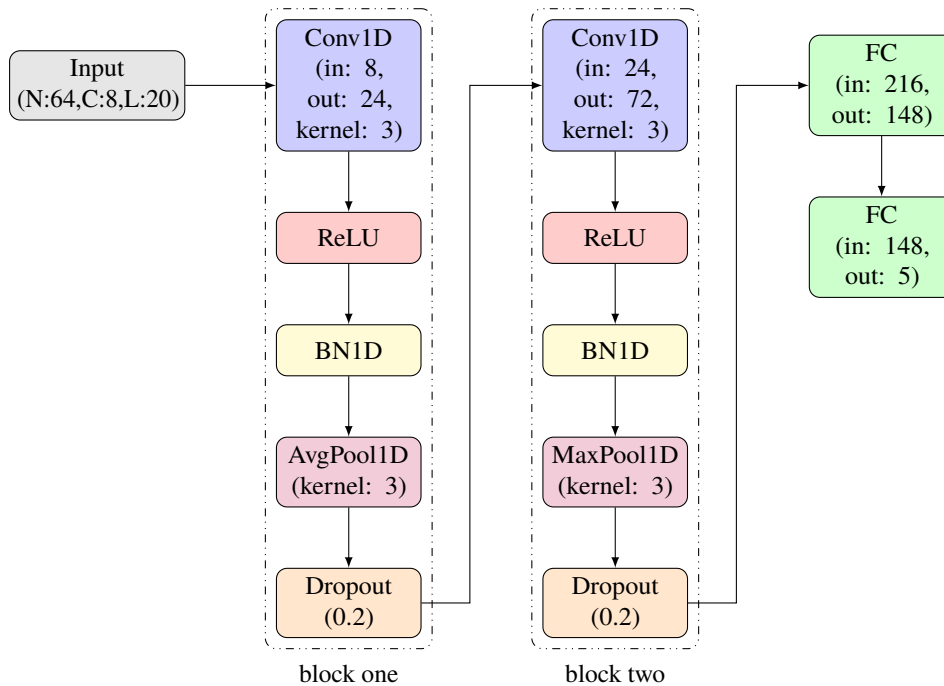 Input
(N:64,C:8,L:20)
Conv1D
(in: 8,
out: 24,
kernel: 3)
ReLU
BN1D
AvgPool1D
(kernel: 3)
Dropout
(0.2)
block one
Conv1D
(in: 24,
out: 72,
kernel: 3)
ReLU
BN1D
MaxPool1D
(kernel: 3)
Dropout
(0.2)
block two
FC
(in: 216,
out: 148)
FC
(in: 148,
out: 5)